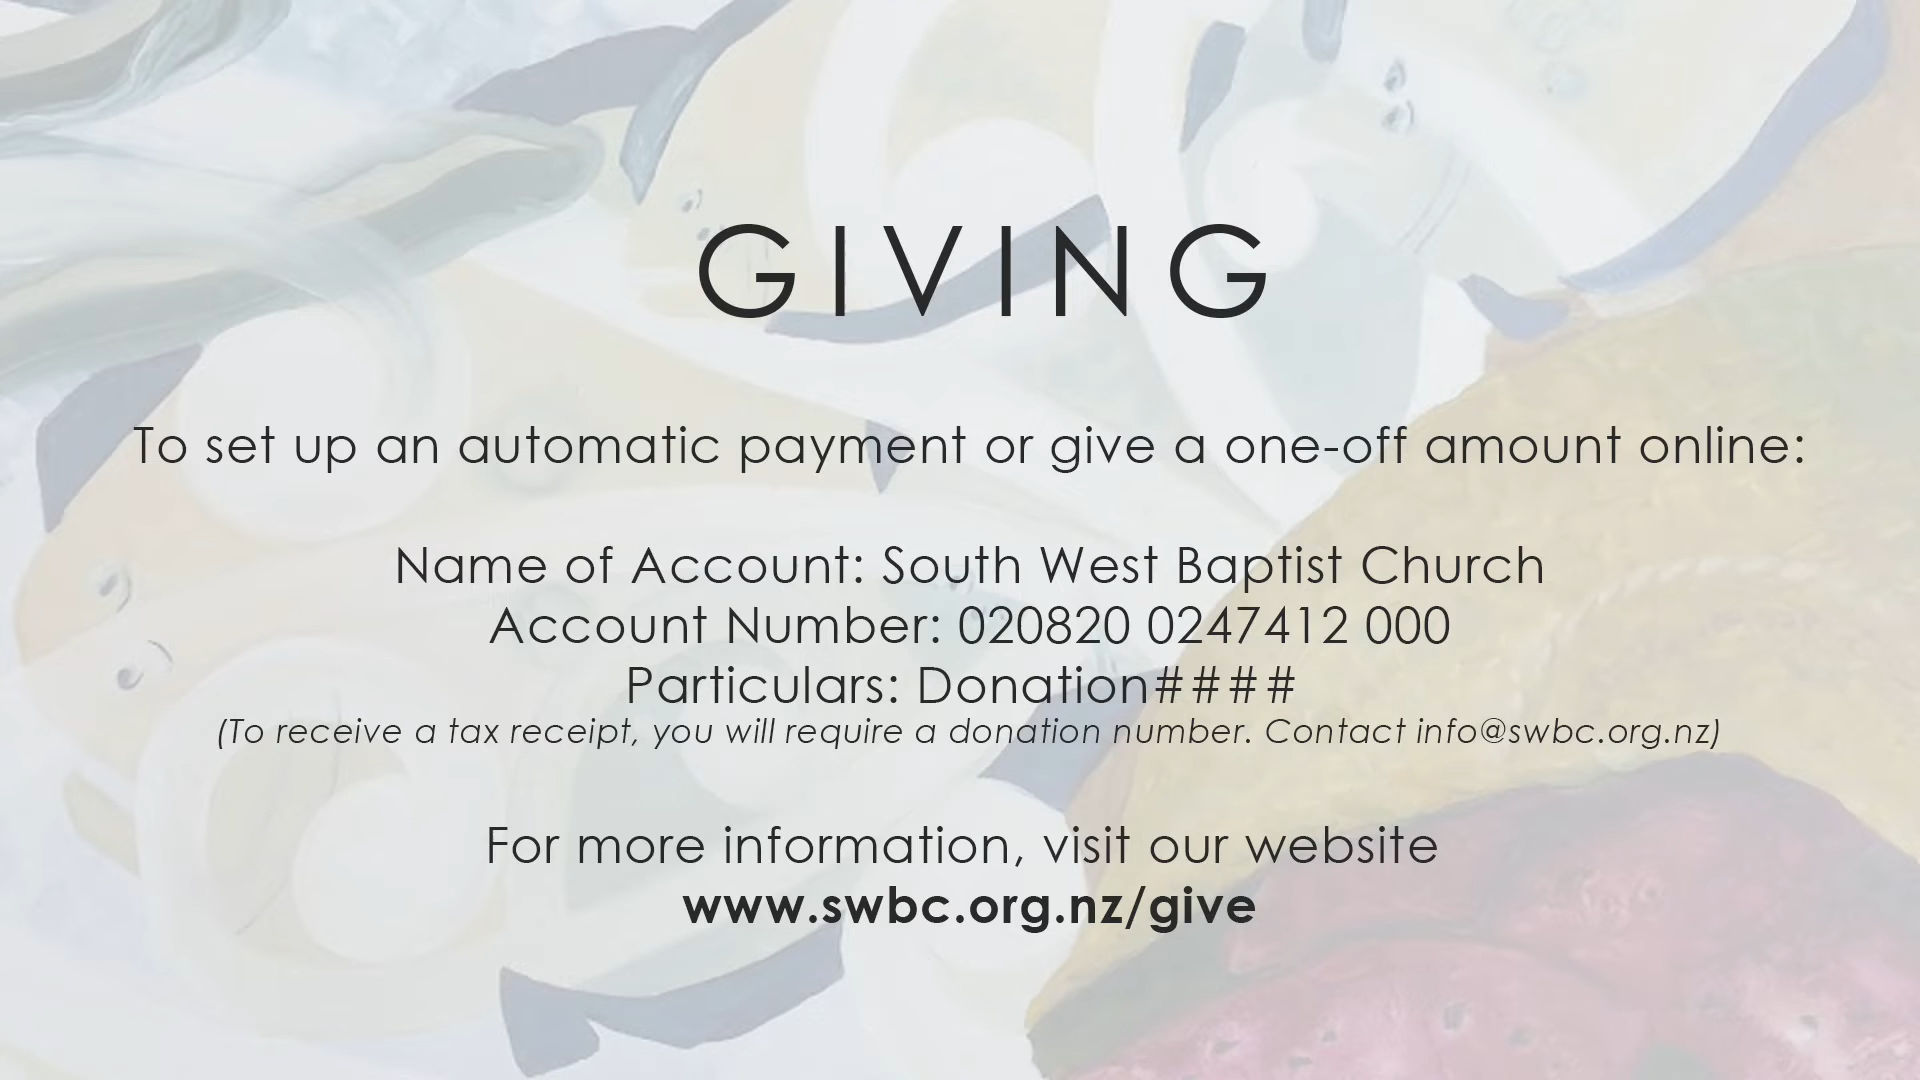 GIVING
To set up an automatic payment or give a one-off amount online:
Name of Account: South West Baptist Church
Account Number: 020820 0247412 000
Particulars: Donation####
(To receive a tax receipt, you will require a donation number. Contact info@swbc.org.nz)
For more information, visit our website
www.swbc.org.nz/give